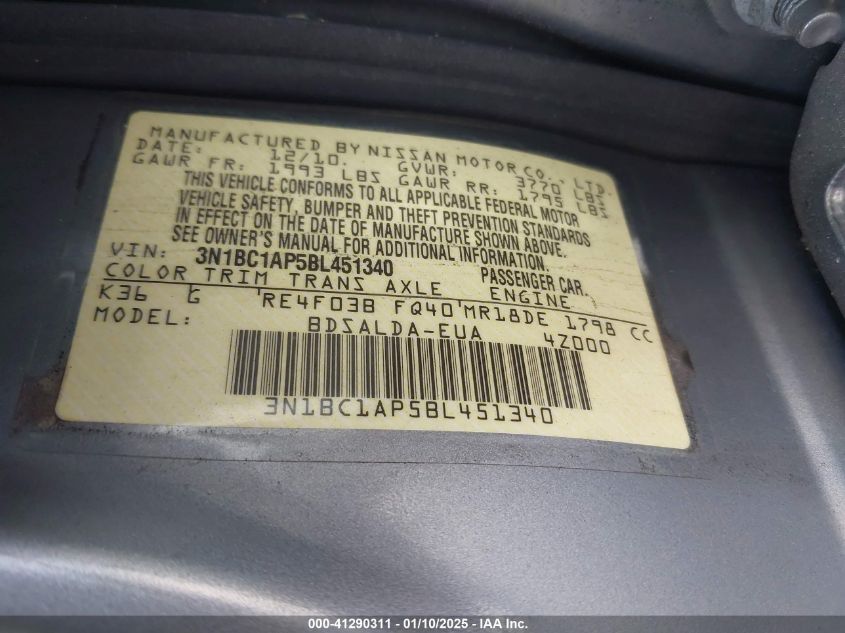 MANUFACTURED BY NISSAN MOTOR CO., LTD.
DATE: 12/10. GVWR: 3770 LBS
GAWR FR: 1993 LBS GAWR RR: 1795 LBS
THIS VEHICLE CONFORMS TO ALL APPLICABLE FEDERAL MOTOR
VEHICLE SAFETY, BUMPER AND THEFT PREVENTION STANDARDS
IN EFFECT ON THE DATE OF MANUFACTURE SHOWN ABOVE.
SEE OWNER'S MANUAL FOR ADDITIONAL INFORMATION.
VIN: 3N1BC1AP5BL451340 PASSENGER CAR.
COLOR TRIM TRANS AXLE ENGINE
K36 G RE4F03B FQ40 MR18DE 1798 CC
MODEL: BDSALDA-EUA 4Z000
3N1BC1AP5BL451340
000-41290311 - 01/10/2025 - IAA Inc.